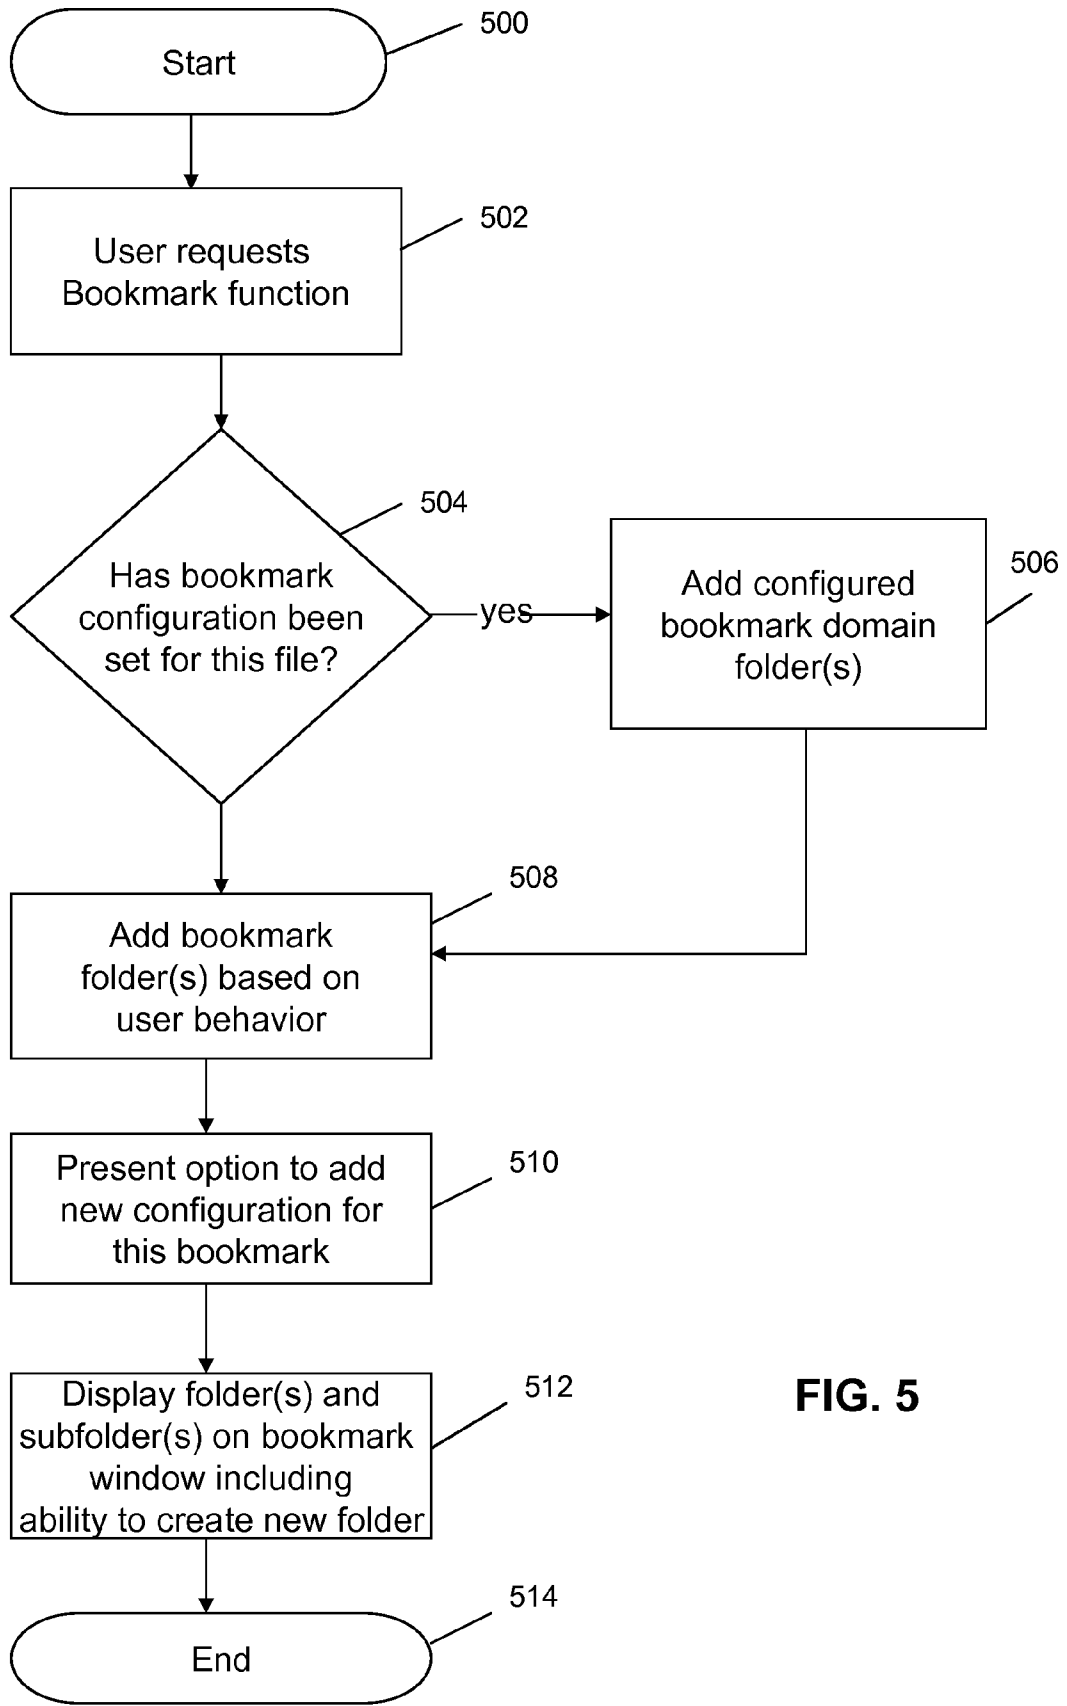 Start
500
User requests
Bookmark function
502
Has bookmark
configuration been
set for this file?
504
yes
Add configured
bookmark domain
folder(s)
506
Add bookmark
folder(s) based on
user behavior
508
Present option to add
new configuration for
this bookmark
510
Display folder(s) and
subfolder(s) on bookmark
window including
ability to create new folder
512
FIG. 5
End
514